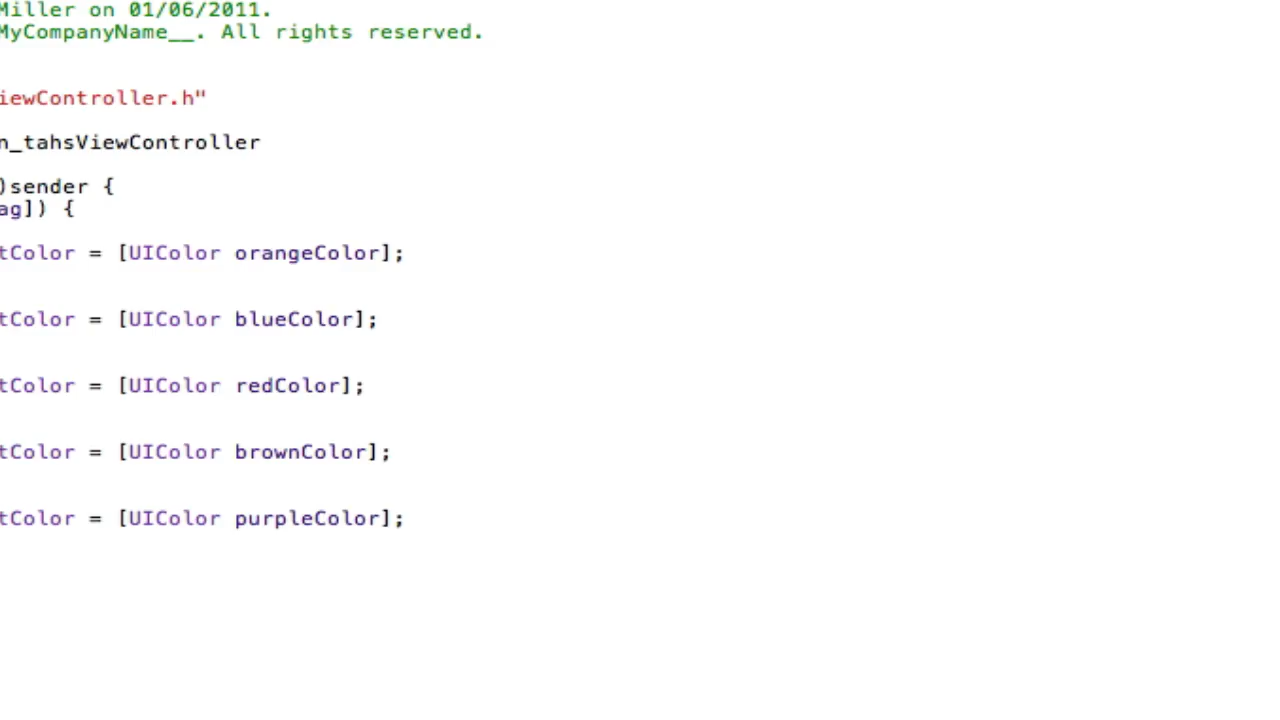 Miller on 01/06/2011.
MyCompanyName__. All rights reserved.
iewController.h"
n_tahsViewController
)sender {
ag]) {
tColor = [UIColor orangeColor];
tColor = [UIColor blueColor];
tColor = [UIColor redColor];
tColor = [UIColor brownColor];
tColor = [UIColor purpleColor];